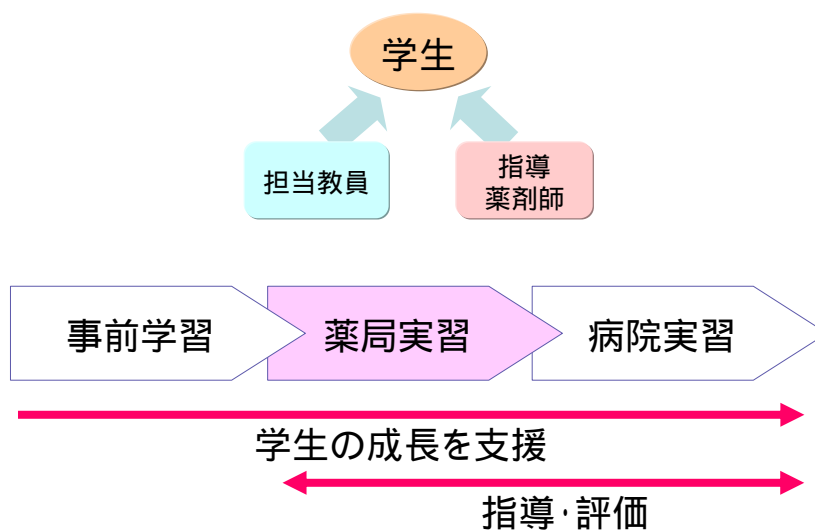 学生
担当教員
指導
薬剤師
事前学習
薬局実習
病院実習
学生の成長を支援
指導・評価